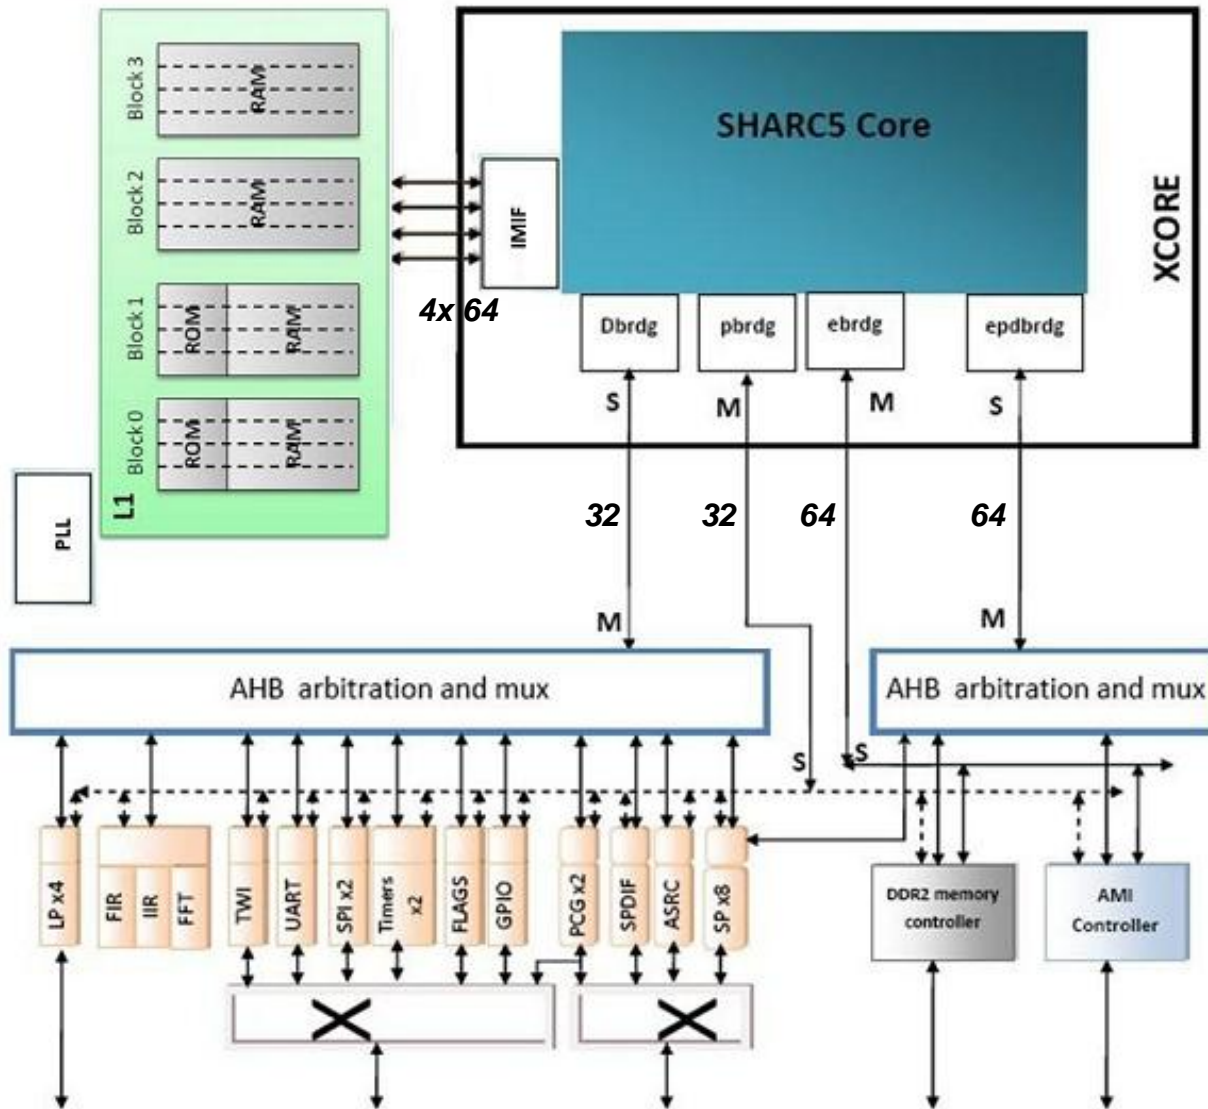 Block 3
RAM
Block 2
RAM
Block 1
ROM
RAM
Block 0
ROM
RAM
L1
PLL
SHARC5 Core
XCORE
IMIF
4x 64
Dbrdg
pbrdg
ebrdg
epdbrdg
S
M
M
S
32
32
64
64
M
M
AHB arbitration and mux
AHB arbitration and mux
S
S
LP x4
FIR
IIR
FFT
TWI
UART
SPI x2
Timers
x2
FLAGS
GPIO
PCG x2
SPDIF
ASRC
SP x8
DDR2 memory
controller
AMI
Controller